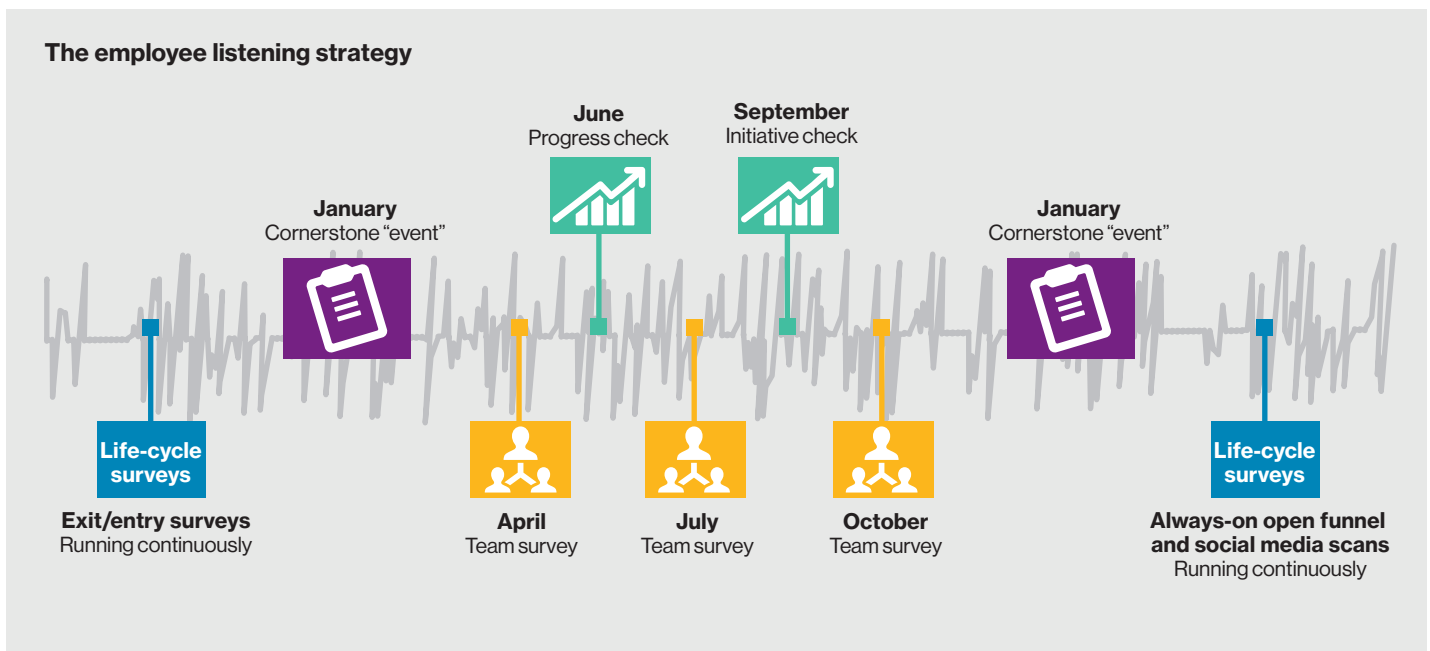 The employee listening strategy
June
Progress check
September
Initiative check
January
Cornerstone “event”
January
Cornerstone “event”
Life-cycle
surveys
Exit/entry surveys
Running continuously
April
Team survey
July
Team survey
October
Team survey
Life-cycle
surveys
Always-on open funnel
and social media scans
Running continuously